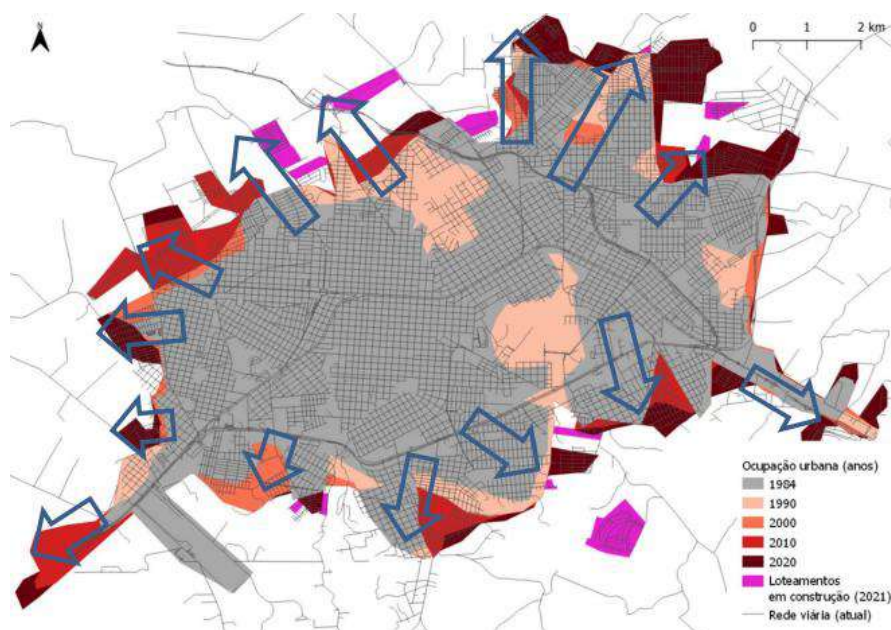 N
0 1 2 km
Ocupação urbana (anos)
1984
1990
2000
2010
2020
Loteamentos
em construção (2021)
Rede viária (atual)